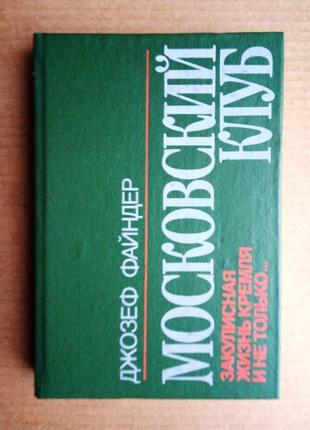 ДЖОЗЕФ ФАЙНДЕР
МОСКОВСКИЙ
КЛУБ
ЗАКУЛИСНАЯ
ЖИЗНЬ КРЕМЛЯ
И НЕ ТОЛЬКО...